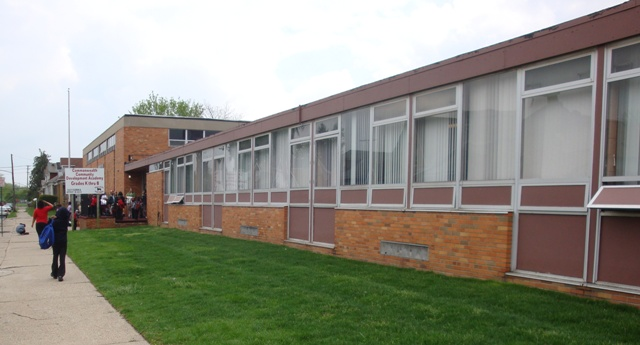 Commonwealth
Community
Development Academy
Grades K thru 8